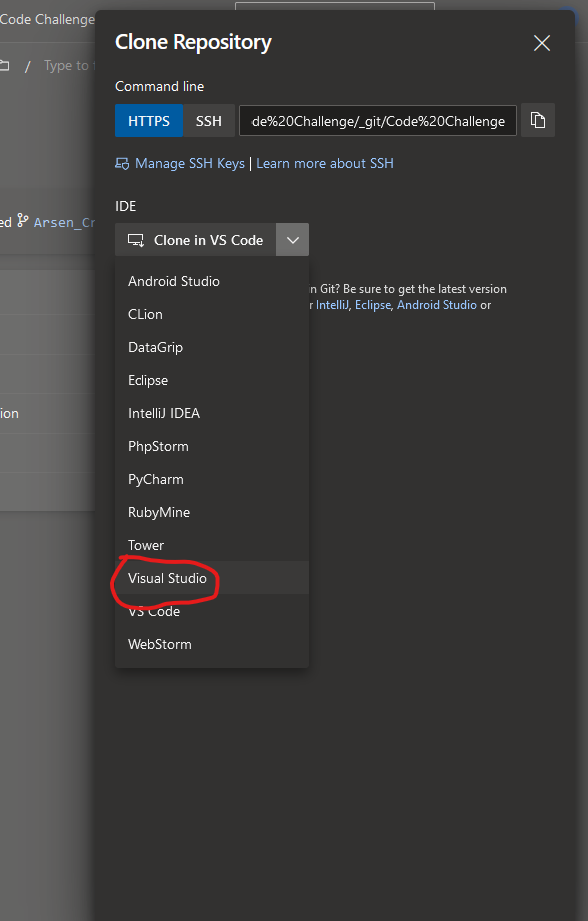 Code Challenge
Clone Repository
/ Type to
Command line
HTTPS SSH de%20Challenge/_git/Code%20Challenge
Manage SSH Keys | Learn more about SSH
IDE
ed Arsen_Cr
Clone in VS Code
Android Studio
in Git? Be sure to get the latest version
r IntelliJ, Eclipse, Android Studio or
CLion
DataGrip
Eclipse
IntelliJ IDEA
ion
PhpStorm
PyCharm
RubyMine
Tower
Visual Studio
VS Code
WebStorm